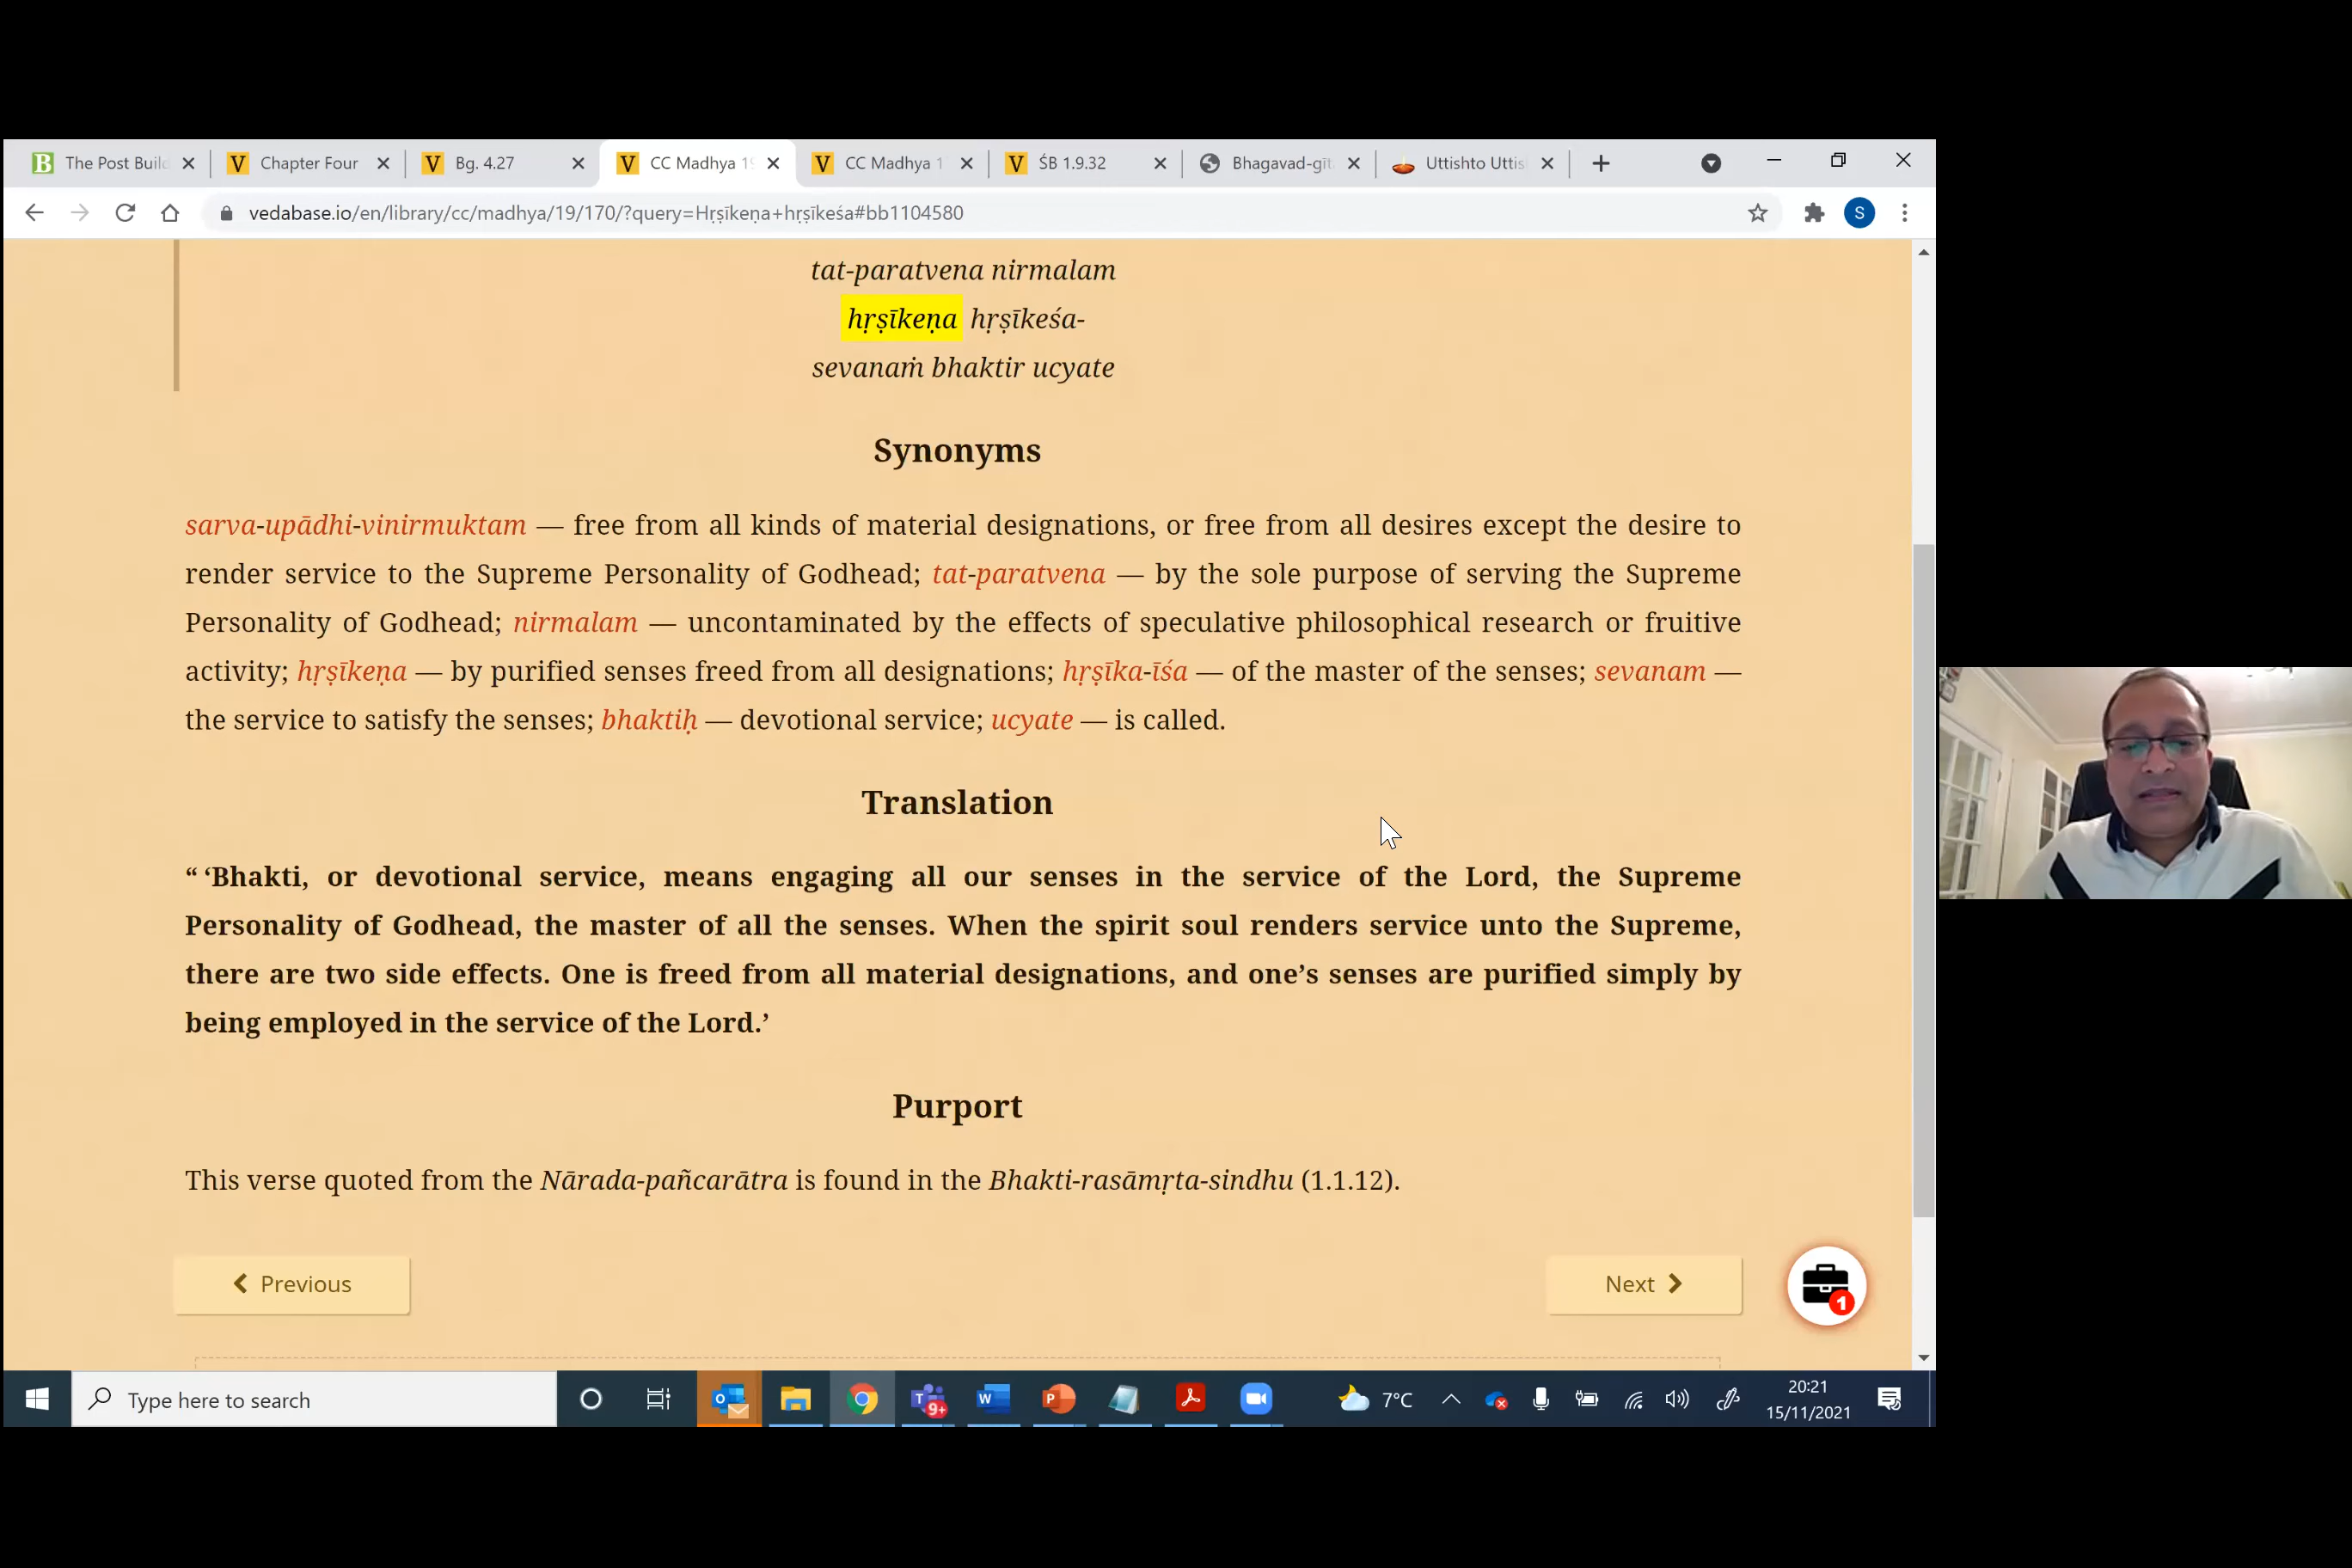 The Post Build
Chapter Four
Bg. 4.27
CC Madhya 19
CC Madhya 1
ŚB 1.9.32
Bhagavad-gīt
Uttishto Uttis
vedabase.io/en/library/cc/madhya/19/170/?query=Hṛṣīkeṇa+hṛṣīkeśa#bb1104580
S
tat-paratvena nirmalam
hṛṣīkeṇa hṛṣīkeśa-
sevanaṁ bhaktir ucyate
Synonyms
sarva-upādhi-vinirmuktam — free from all kinds of material designations, or free from all desires except the desire to
render service to the Supreme Personality of Godhead; tat-paratvena — by the sole purpose of serving the Supreme
Personality of Godhead; nirmalam — uncontaminated by the effects of speculative philosophical research or fruitive
activity; hṛṣīkeṇa — by purified senses freed from all designations; hṛṣīka-īśa — of the master of the senses; sevanam —
the service to satisfy the senses; bhaktiḥ — devotional service; ucyate — is called.
Translation
“ ‘Bhakti, or devotional service, means engaging all our senses in the service of the Lord, the Supreme
Personality of Godhead, the master of all the senses. When the spirit soul renders service unto the Supreme,
there are two side effects. One is freed from all material designations, and one’s senses are purified simply by
being employed in the service of the Lord.’
Purport
This verse quoted from the Nārada-pañcarātra is found in the Bhakti-rasāmṛta-sindhu (1.1.12).
Previous
Next
1
Type here to search
9+
7°C
20:21
15/11/2021